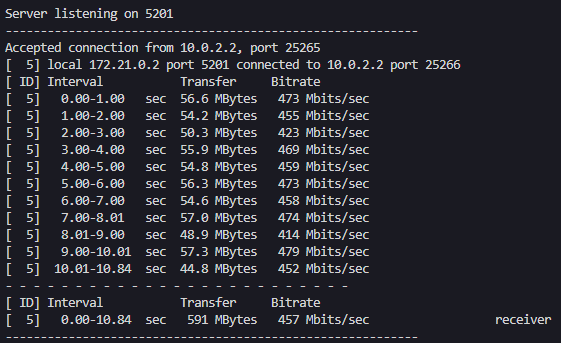 Server listening on 5201
-----------------------------------------------------------
Accepted connection from 10.0.2.2, port 25265
[  5] local 172.21.0.2 port 5201 connected to 10.0.2.2 port 25266
[ ID] Interval           Transfer     Bitrate
[  5]   0.00-1.00   sec  56.6 MBytes   473 Mbits/sec
[  5]   1.00-2.00   sec  54.2 MBytes   455 Mbits/sec
[  5]   2.00-3.00   sec  50.3 MBytes   423 Mbits/sec
[  5]   3.00-4.00   sec  55.9 MBytes   469 Mbits/sec
[  5]   4.00-5.00   sec  54.8 MBytes   459 Mbits/sec
[  5]   5.00-6.00   sec  56.3 MBytes   473 Mbits/sec
[  5]   6.00-7.00   sec  54.6 MBytes   458 Mbits/sec
[  5]   7.00-8.01   sec  57.0 MBytes   474 Mbits/sec
[  5]   8.01-9.00   sec  48.9 MBytes   414 Mbits/sec
[  5]   9.00-10.01  sec  57.3 MBytes   479 Mbits/sec
[  5]  10.01-10.84  sec  44.8 MBytes   452 Mbits/sec
- - - - - - - - - - - - - - - - - - - - - - - - -
[ ID] Interval           Transfer     Bitrate
[  5]   0.00-10.84  sec   591 MBytes   457 Mbits/sec                  receiver
-----------------------------------------------------------